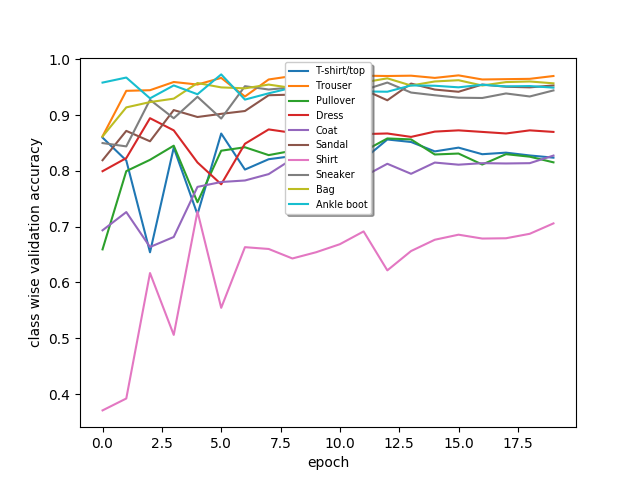 1.0
0.9
0.8
0.7
0.6
0.5
0.4
class wise validation accuracy
T-shirt/top
Trouser
Pullover
Dress
Coat
Sandal
Shirt
Sneaker
Bag
Ankle boot
0.0 2.5 5.0 7.5 10.0 12.5 15.0 17.5
epoch